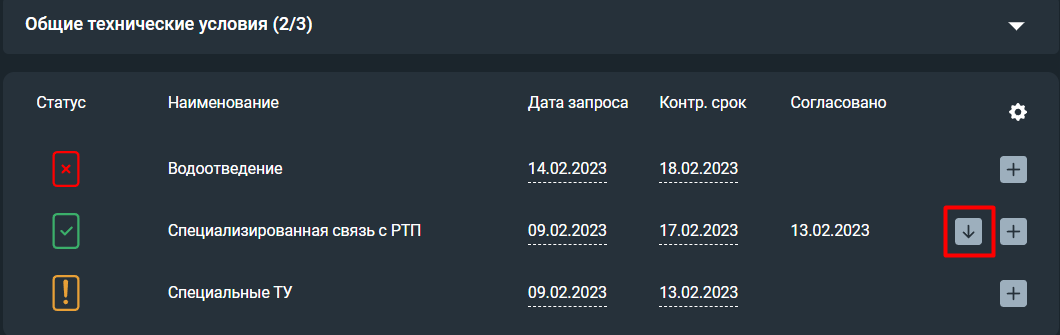 Общие технические условия (2/3)
Статус Наименование Дата запроса Контр. срок Согласовано
Водоотведение 14.02.2023 18.02.2023
Специализированная связь с РТП 09.02.2023 17.02.2023 13.02.2023
Специальные ТУ 09.02.2023 13.02.2023